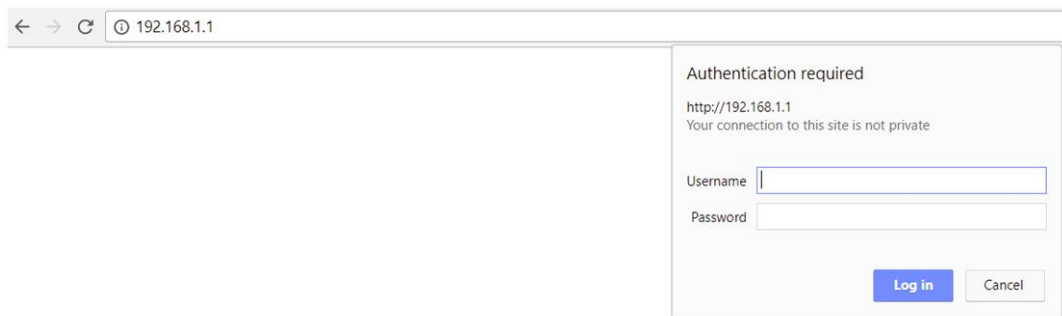 192.168.1.1
Authentication required
http://192.168.1.1
Your connection to this site is not private
Username
Password
Log in
Cancel